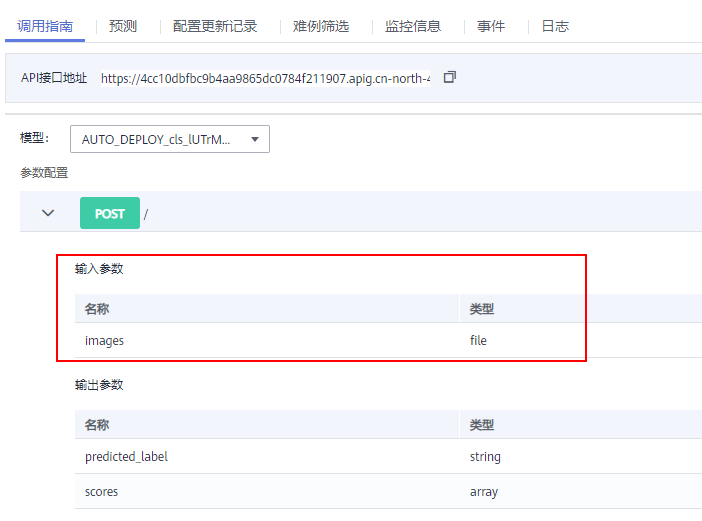 调用指南 预测 配置更新记录 难例筛选 监控信息 事件 日志
API接口地址 https://4cc10dbfbc9b4aa9865dc0784f211907.apig.cn-north-4
模型： AUTO_DEPLOY_cls_lUTrM...
参数配置
POST /
输入参数
名称 类型
images file
输出参数
名称 类型
predicted_label string
scores array